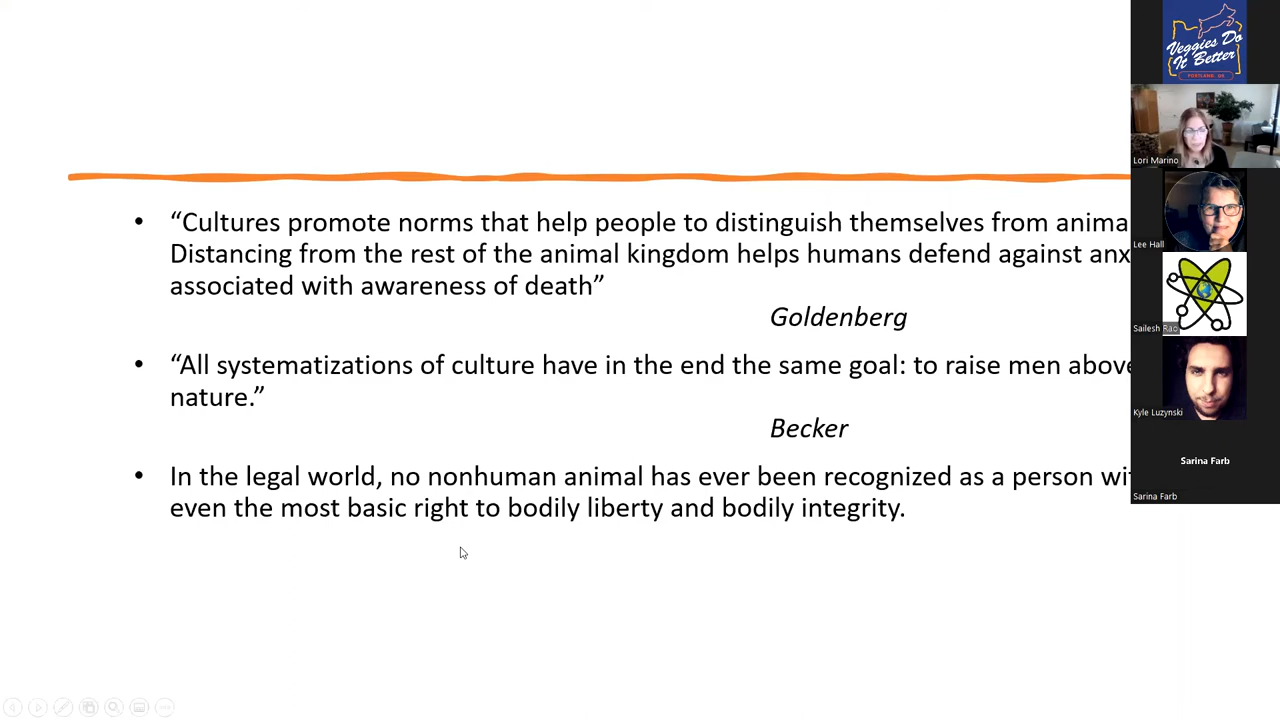 “Cultures promote norms that help people to distinguish themselves from anima
Distancing from the rest of the animal kingdom helps humans defend against anx
associated with awareness of death”
Goldenberg
“All systematizations of culture have in the end the same goal: to raise men above
nature.”
Becker
In the legal world, no nonhuman animal has ever been recognized as a person wit
even the most basic right to bodily liberty and bodily integrity.
Veggies Do
It Better
PORTLAND, OR
Lori Marino
Lee Hall
Sailesh Rao
Kyle Luzynski
Sarina Farb
Sarina Farb